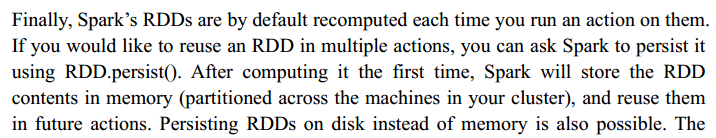 Finally, Spark's RDDs are by default recomputed each time you run an action on them.
If you would like to reuse an RDD in multiple actions, you can ask Spark to persist it
using RDD.persist(). After computing it the first time, Spark will store the RDD
contents in memory (partitioned across the machines in your cluster), and reuse them
in future actions. Persisting RDDs on disk instead of memory is also possible. The